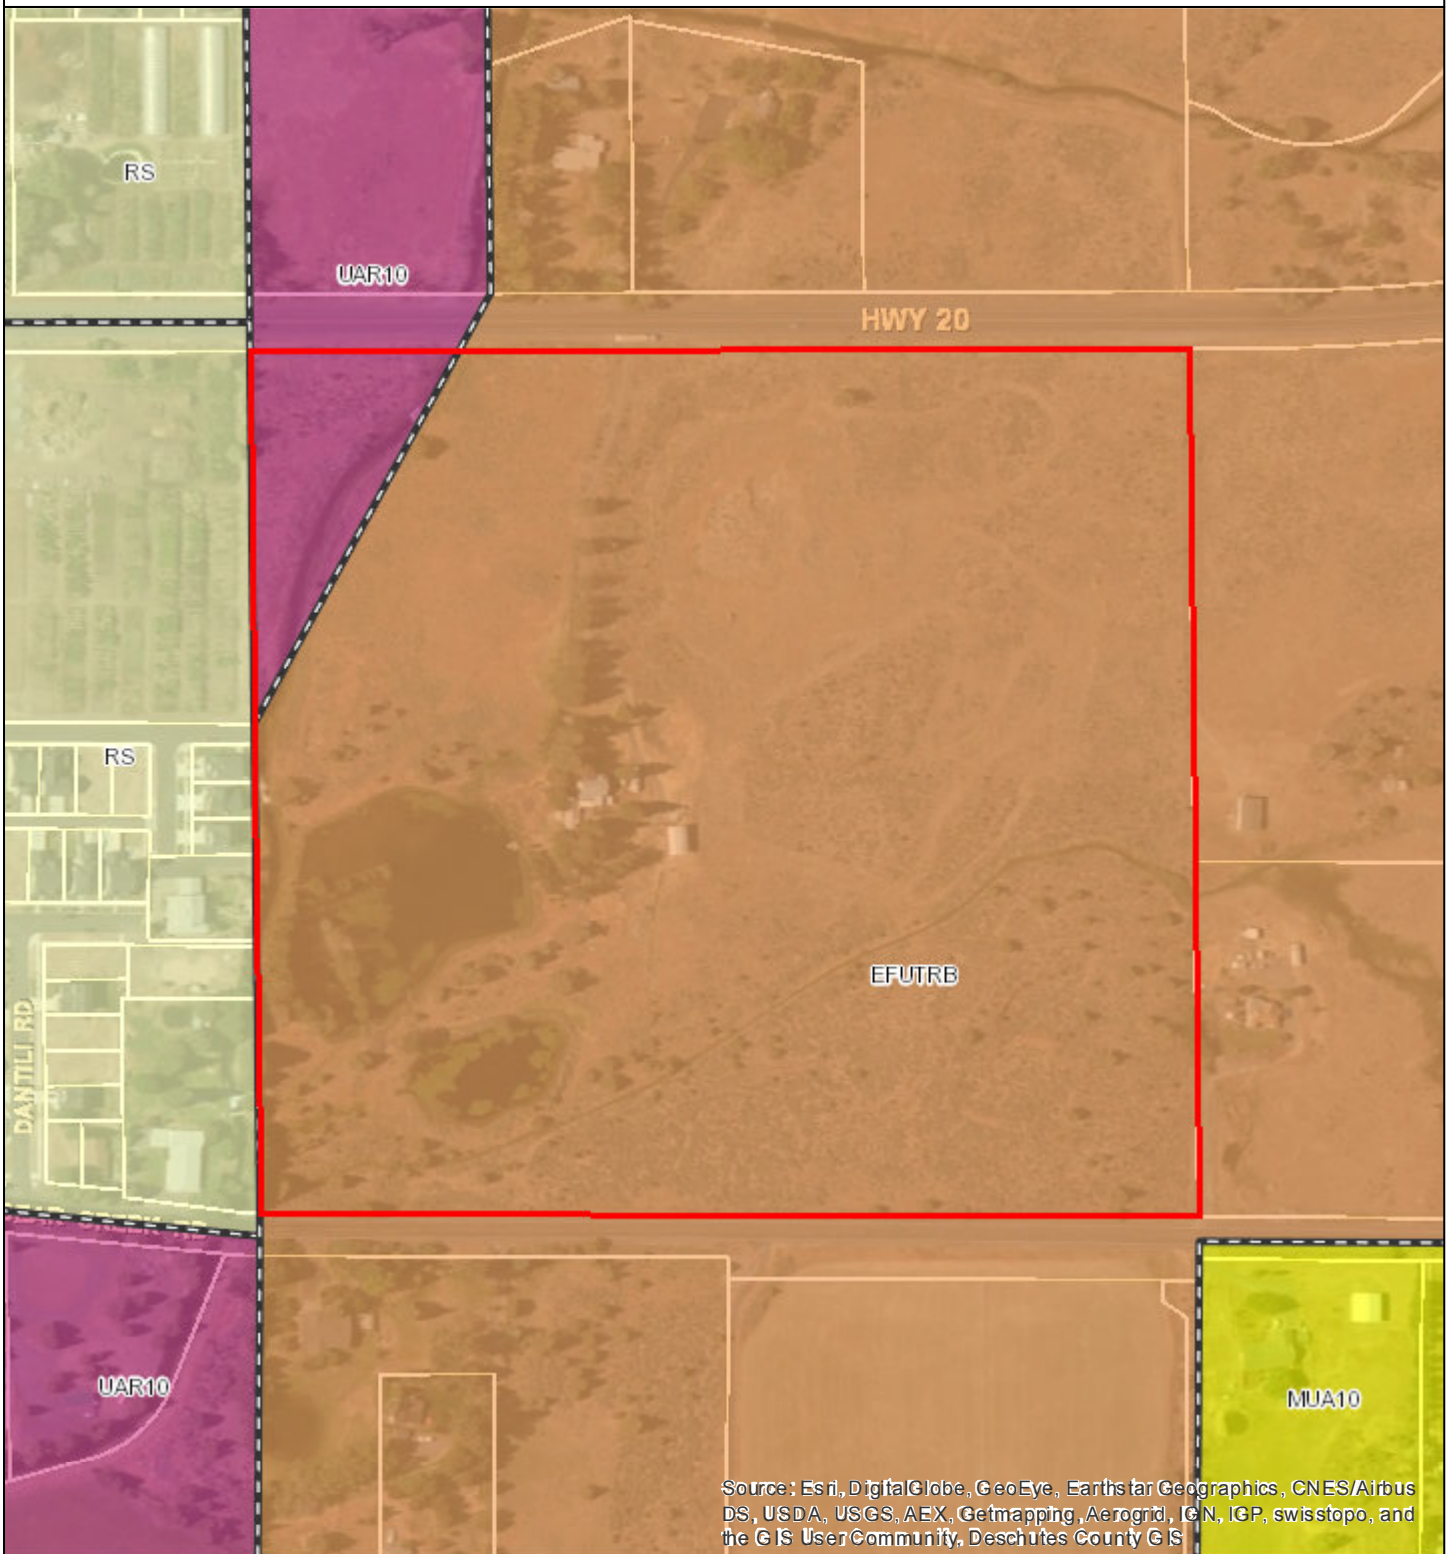 RS
UAR10
HWY 20
RS
EFUTRB
DANTILI RD
UAR10
MUA10
Source: Esri, DigitalGlobe, GeoEye, Earthstar Geographics, CNES/Airbus
DS, USDA, USGS, AEX, Getmapping, Aerogrid, IGN, IGP, swisstopo, and
the GIS User Community, Deschutes County GIS